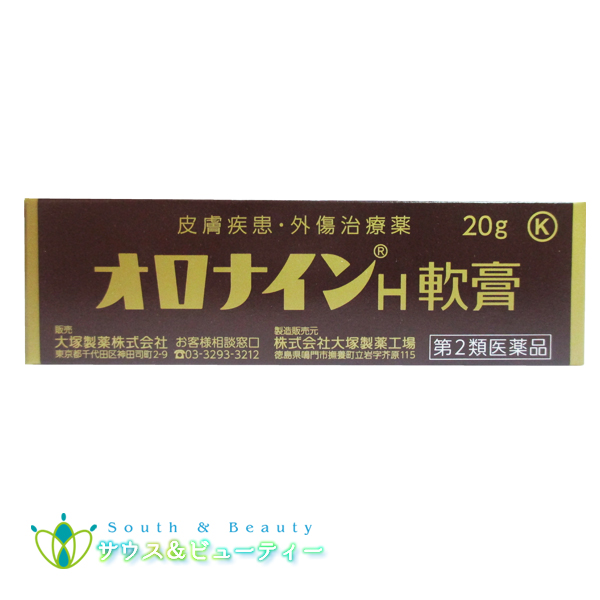 皮膚疾患・外傷治療薬 20g K
オロナイン®H軟膏
販売
大塚製薬株式会社 お客様相談窓口
東京都千代田区神田司町2-9 ☎03-3293-3212
製造販売元
株式会社大塚製薬工場
徳島県鳴門市撫養町立岩字芥原115
第2類医薬品
South & Beauty
サウス&ビューティー